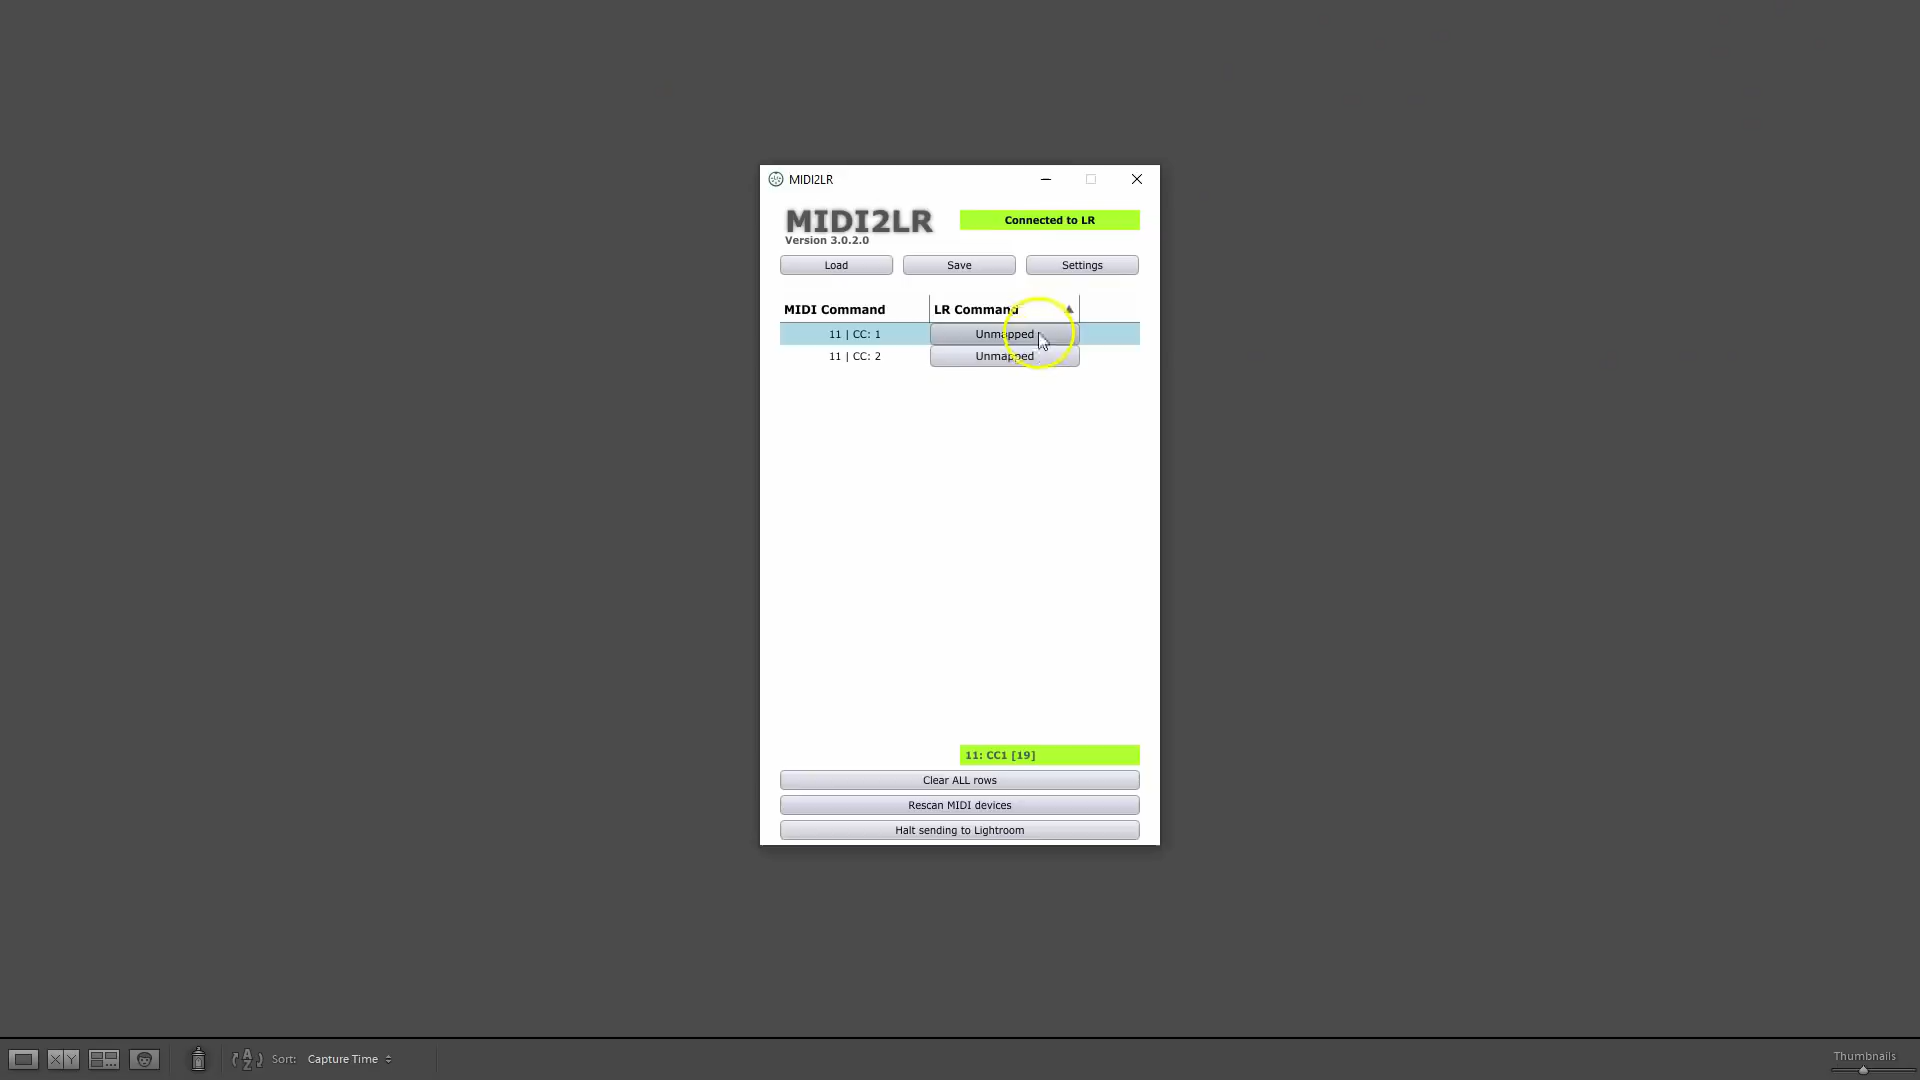 MIDI2LR
MIDI2LR
Connected to LR
Version 3.0.2.0
Load
Save
Settings
MIDI Command
LR Command
11 | CC: 1
Unmapped
11 | CC: 2
Unmapped
11: CC1 [19]
Clear ALL rows
Rescan MIDI devices
Halt sending to Lightroom
X Y
A
Z
Sort: Capture Time
Thumbnails